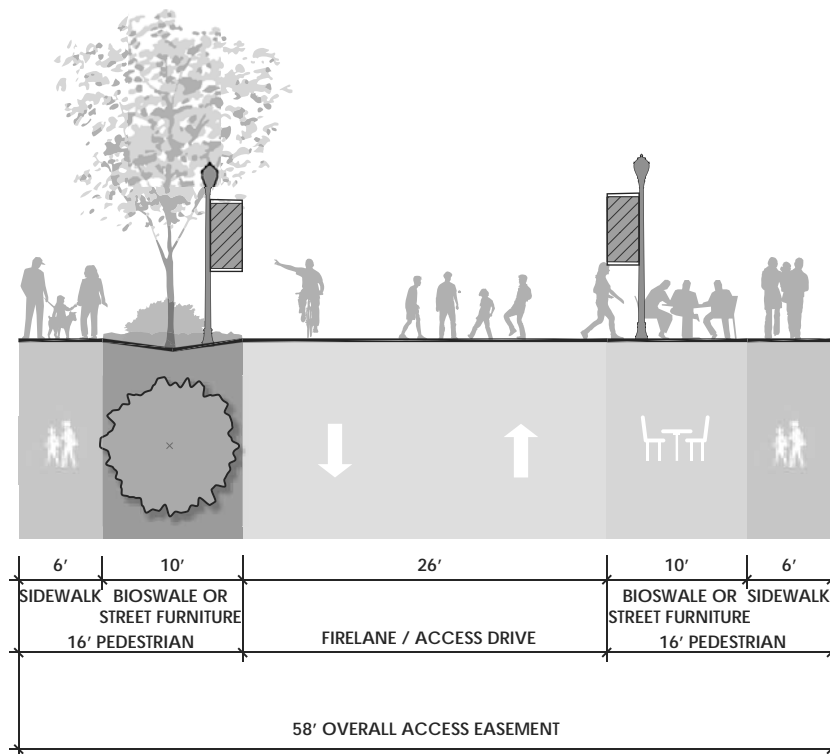 6’ 10’ 26’ 10’ 6’
SIDEWALK BIOSWALE OR BIOSWALE OR SIDEWALK
STREET FURNITURE STREET FURNITURE
16’ PEDESTRIAN FIRELANE / ACCESS DRIVE 16’ PEDESTRIAN
58’ OVERALL ACCESS EASEMENT